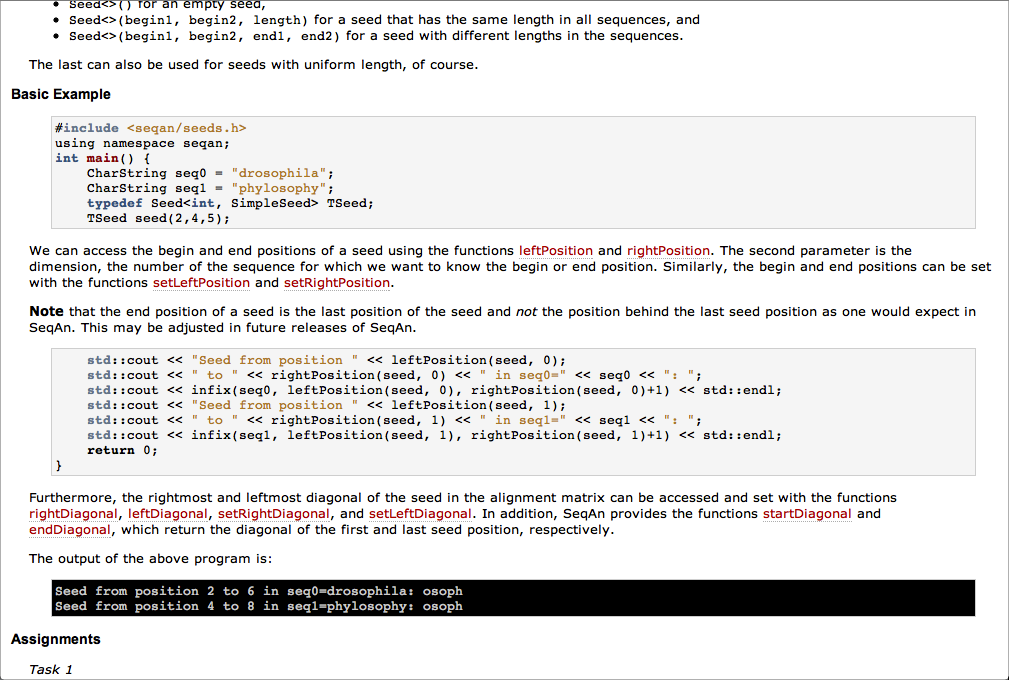 • Seed<>() for an empty seed,
• Seed<>(begin1, begin2, length) for a seed that has the same length in all sequences, and
• Seed<>(begin1, begin2, end1, end2) for a seed with different lengths in the sequences.
The last can also be used for seeds with uniform length, of course.
Basic Example
#include <seqan/seeds.h>
using namespace seqan;
int main() {
    CharString seq0 = "drosophila";
    CharString seq1 = "phylosophy";
    typedef Seed<int, SimpleSeed> TSeed;
    TSeed seed(2,4,5);
We can access the begin and end positions of a seed using the functions leftPosition and rightPosition. The second parameter is the
dimension, the number of the sequence for which we want to know the begin or end position. Similarly, the begin and end positions can be set
with the functions setLeftPosition and setRightPosition.
Note that the end position of a seed is the last position of the seed and not the position behind the last seed position as one would expect in
SeqAn. This may be adjusted in future releases of SeqAn.
    std::cout << "Seed from position " << leftPosition(seed, 0);
    std::cout << " to " << rightPosition(seed, 0) << " in seq0=" << seq0 << ": ";
    std::cout << infix(seq0, leftPosition(seed, 0), rightPosition(seed, 0)+1) << std::endl;
    std::cout << "Seed from position " << leftPosition(seed, 1);
    std::cout << " to " << rightPosition(seed, 1) << " in seq1=" << seq1 << ": ";
    std::cout << infix(seq1, leftPosition(seed, 1), rightPosition(seed, 1)+1) << std::endl;
    return 0;
}
Furthermore, the rightmost and leftmost diagonal of the seed in the alignment matrix can be accessed and set with the functions
rightDiagonal, leftDiagonal, setRightDiagonal, and setLeftDiagonal. In addition, SeqAn provides the functions startDiagonal and
endDiagonal, which return the diagonal of the first and last seed position, respectively.
The output of the above program is:
Seed from position 2 to 6 in seq0=drosophila: osoph
Seed from position 4 to 8 in seq1=phylosophy: osoph
Assignments
Task 1